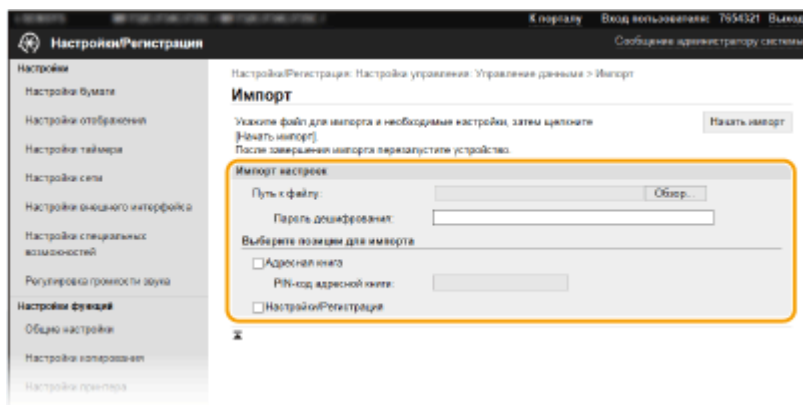 К порталу Вход пользователя: 7654321 Выход
Настройки/Регистрация
Сообщение администратору системы
Настройки
Настройки бумаги
Настройки отображения
Настройки таймера
Настройки сети
Настройки внешнего интерфейса
Настройки специальных
возможностей
Регулировка громкости звука
Настройки функций
Общие настройки
Настройки копирования
Настройки принтера
Настройки/Регистрация: Настройки управления: Управление данными > Импорт
Импорт
Укажите файл для импорта и необходимые настройки, затем щелкните
[Начать импорт].
После завершения импорта перезапустите устройство.
Начать импорт
Импорт настроек
Путь к файлу:
Обзор...
Пароль дешифрования:
Выберите позиции для импорта
Адресная книга
PIN-код адресной книги:
Настройки/Регистрация